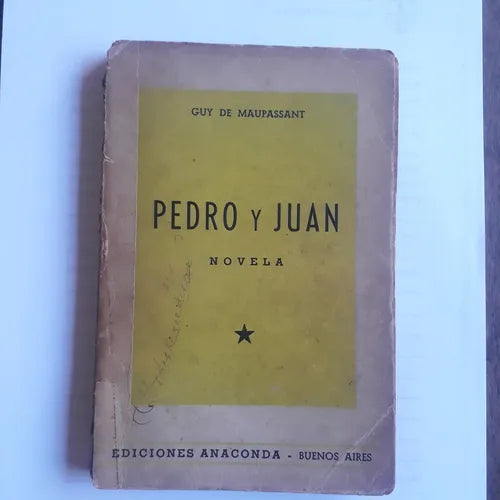 GUY DE MAUPASSANT
PEDRO Y JUAN
NOVELA
EDICIONES ANACONDA - BUENOS AIRES